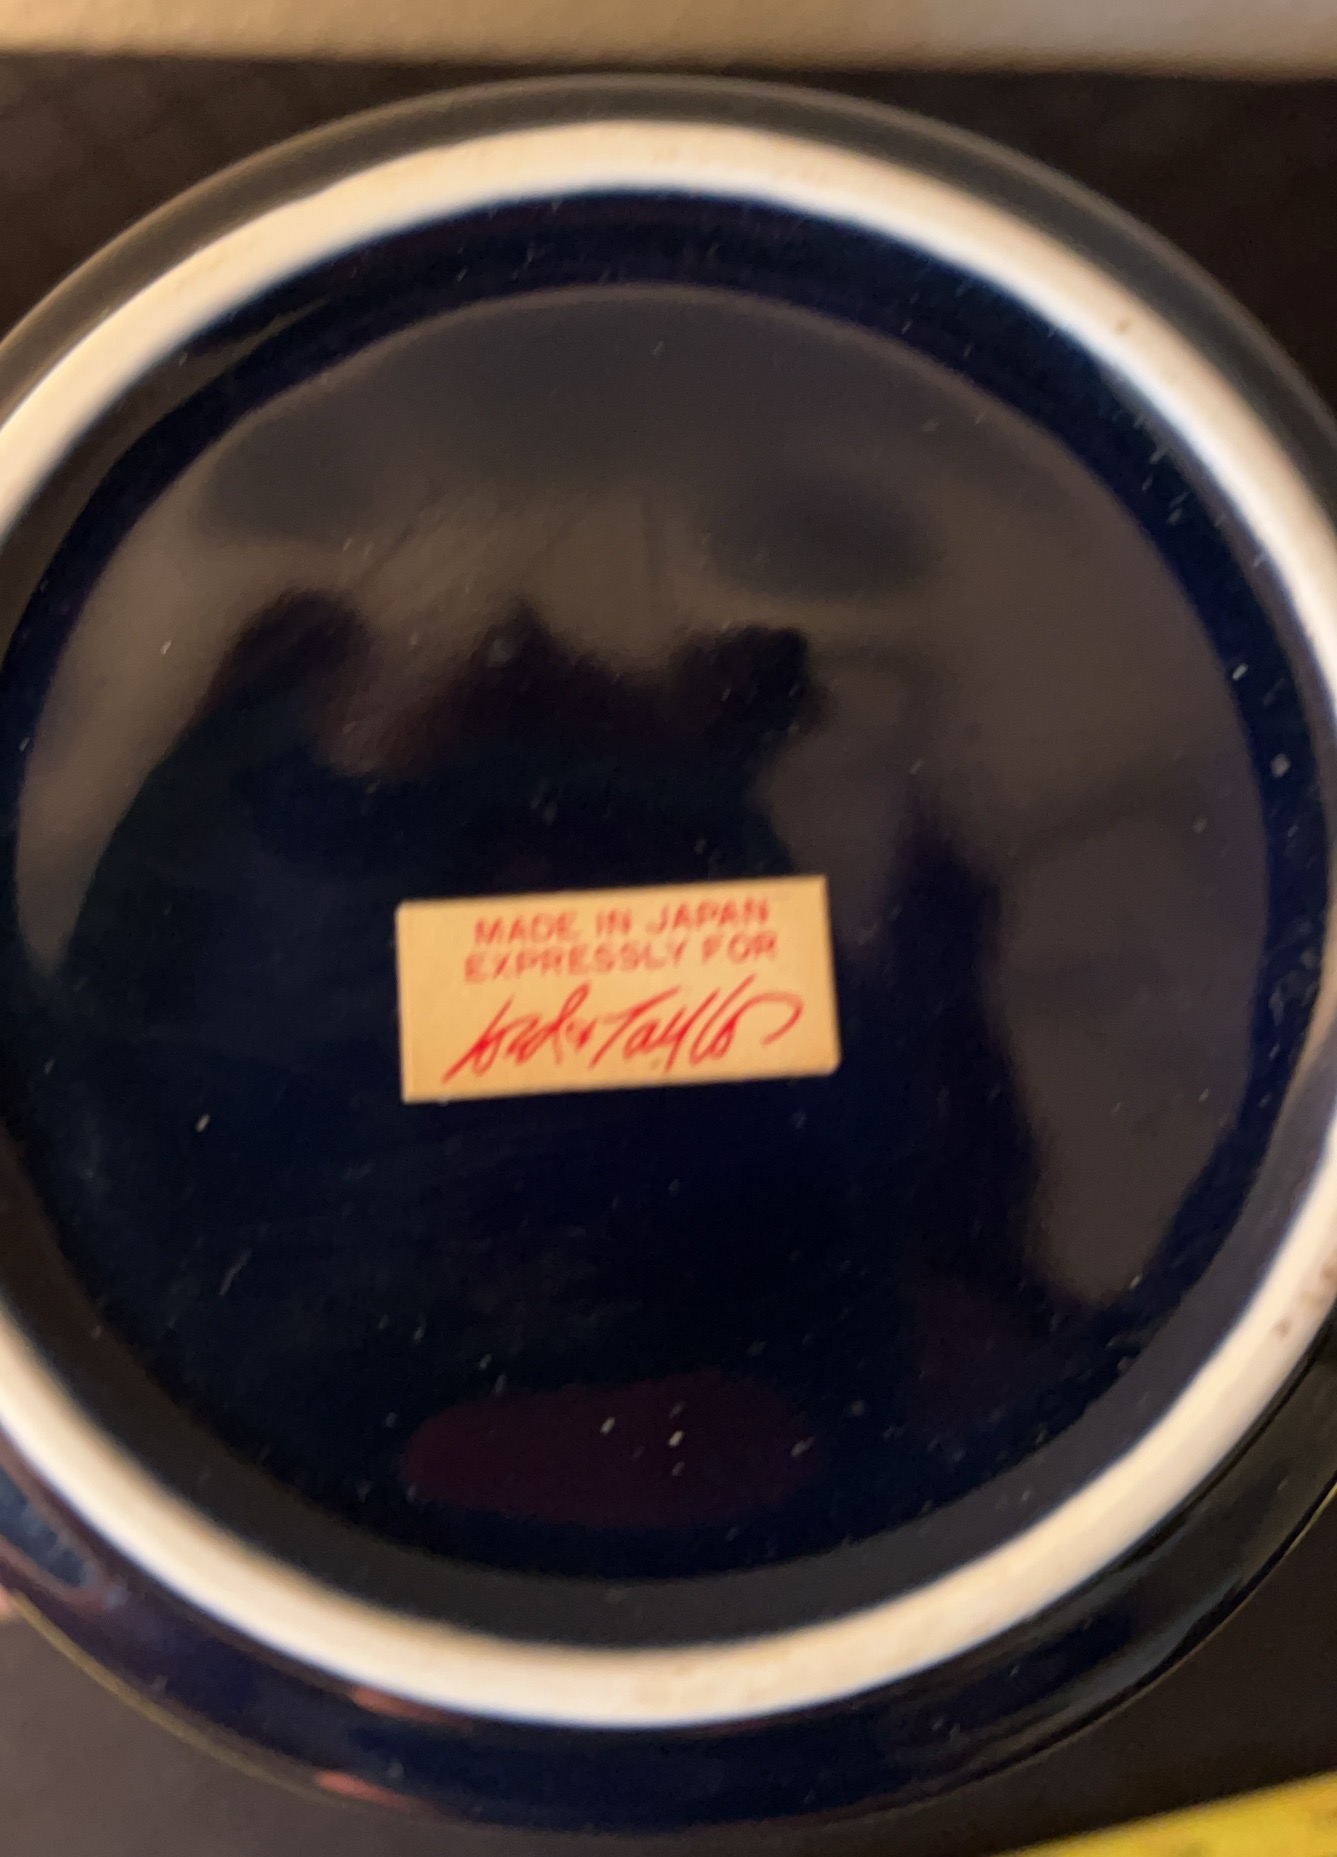 MADE IN JAPAN
EXPRESSLY FOR
Lord & Taylor